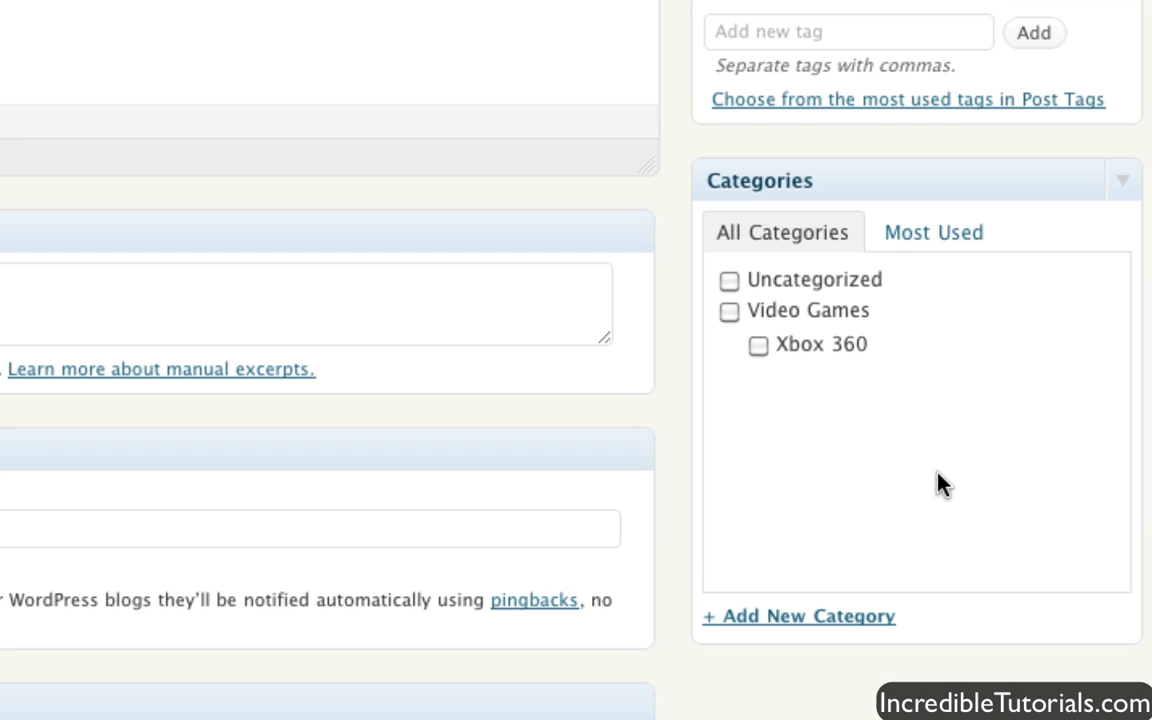 Add new tag
Add
Separate tags with commas.
Choose from the most used tags in Post Tags
Categories
All Categories
Most Used
Uncategorized
Video Games
Xbox 360
+ Add New Category
. Learn more about manual excerpts.
WordPress blogs they'll be notified automatically using pingbacks, no
IncredibleTutorials.com